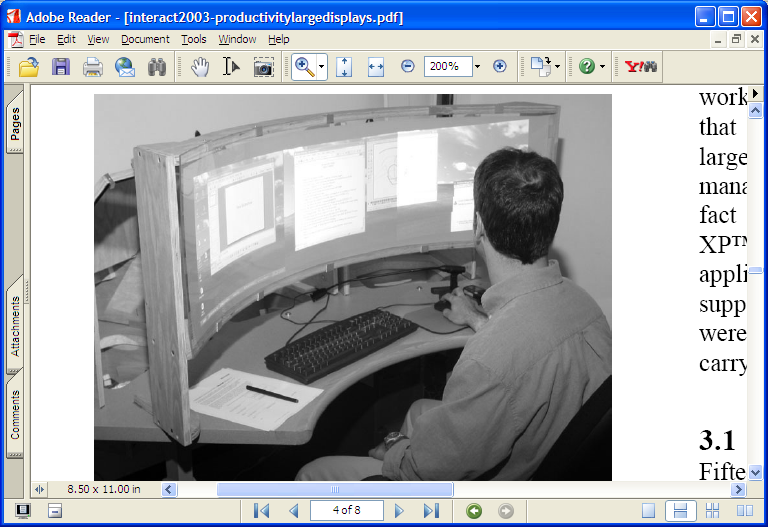 Adobe Reader - [interact2003-productivitylargedisplays.pdf]
File Edit View Document Tools Window Help
200%
Y!
Pages
Attachments
Comments
work
that
large
mana
fact
XP™
appli
supp
were
carry
3.1
Fifte
8.50 x 11.00 in
4 of 8